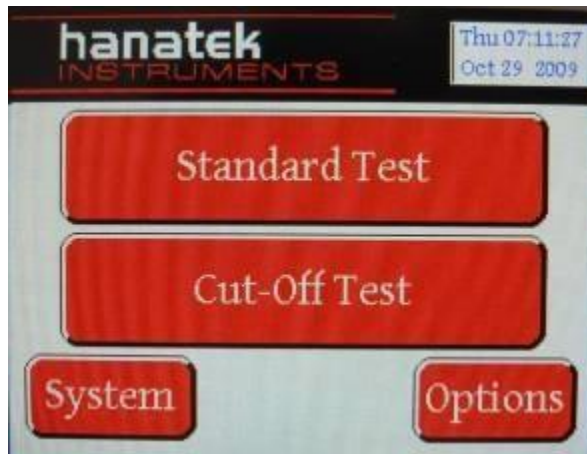 hanatek
INSTRUMENTS
Thu 07:11:27
Oct 29 2009
Standard Test
Cut-Off Test
System
Options